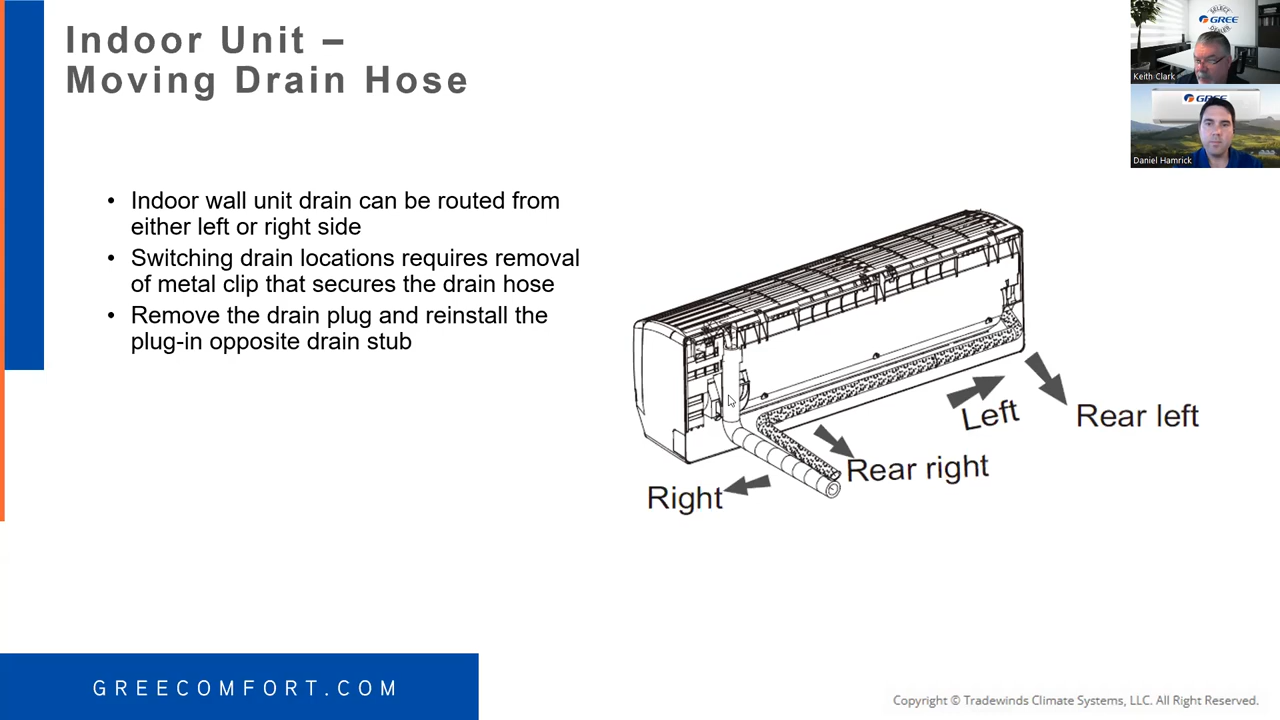 Indoor Unit –
Moving Drain Hose
• Indoor wall unit drain can be routed from
either left or right side
• Switching drain locations requires removal
of metal clip that secures the drain hose
• Remove the drain plug and reinstall the
plug-in opposite drain stub
Left
Rear left
Rear right
Right
SELECT
GREE
DEALER
Keith Clark
GREE
Daniel Hamrick
GREECOMFORT.COM
Copyright © Tradewinds Climate Systems, LLC. All Right Reserved.